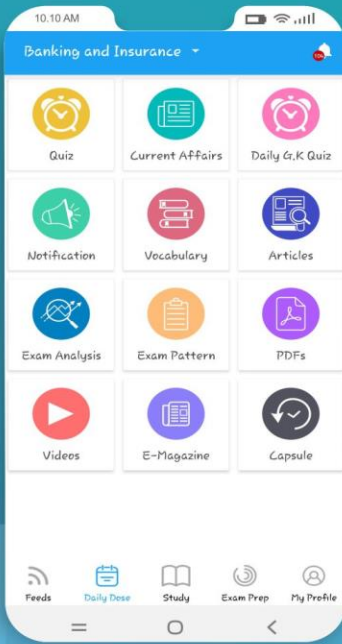 10.10 AM
Banking and Insurance
Quiz
Current Affairs
Daily G.K Quiz
Notification
Vocabulary
Articles
Exam Analysis
Exam Pattern
PDFs
Videos
E-Magazine
Capsule
Feeds
Daily Dose
Study
Exam Prep
My Profile